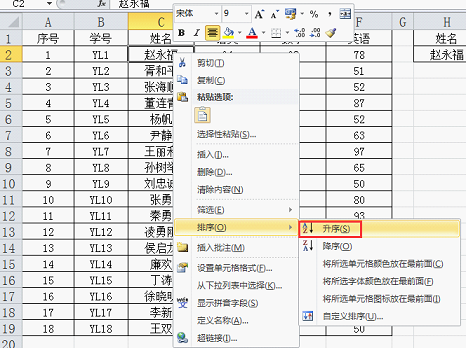 C2 赵永福
宋体 9
B
A C F H
1 序号 学号 姓名 英语 姓名
2 1 YL1 赵永福 78 赵永福
3 2 YL2 胥和平 51
4 3 YL3 张海顺 52
5 4 YL4 董连青 87
6 5 YL5 杨帆 52
7 6 YL6 尹静 63
8 7 YL7 王丽 97
9 8 YL8 孙树 65
10 9 YL9 刘忠诚 50
11 10 YL10 张勇 80
12 11 YL11 秦勇 93
13 12 YL12 凌勇
14 13 YL13 侯启
15 14 YL14 廉欢
16 15 YL15 丁涛
17 16 YL16 徐晓
18 17 YL17 李新
19 18 YL18 王双 50
剪切(T)
复制(C)
粘贴选项:
选择性粘贴(S)...
插入(I)...
删除(D)...
清除内容(N)
筛选(E)
排序(O)
插入批注(M)
设置单元格格式(F)...
从下拉列表中选择(K)...
显示拼音字段(S)
定义名称(A)...
超链接(I)...
升序(S)
降序(O)
将所选单元格颜色放在最前面(C)
将所选字体颜色放在最前面(F)
将所选单元格图标放在最前面(I)
自定义排序(U)...